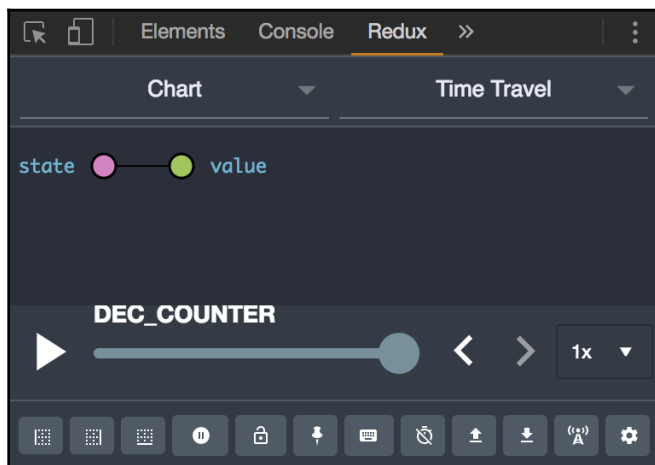 Elements Console Redux »
Chart Time Travel
state value
DEC_COUNTER
1x